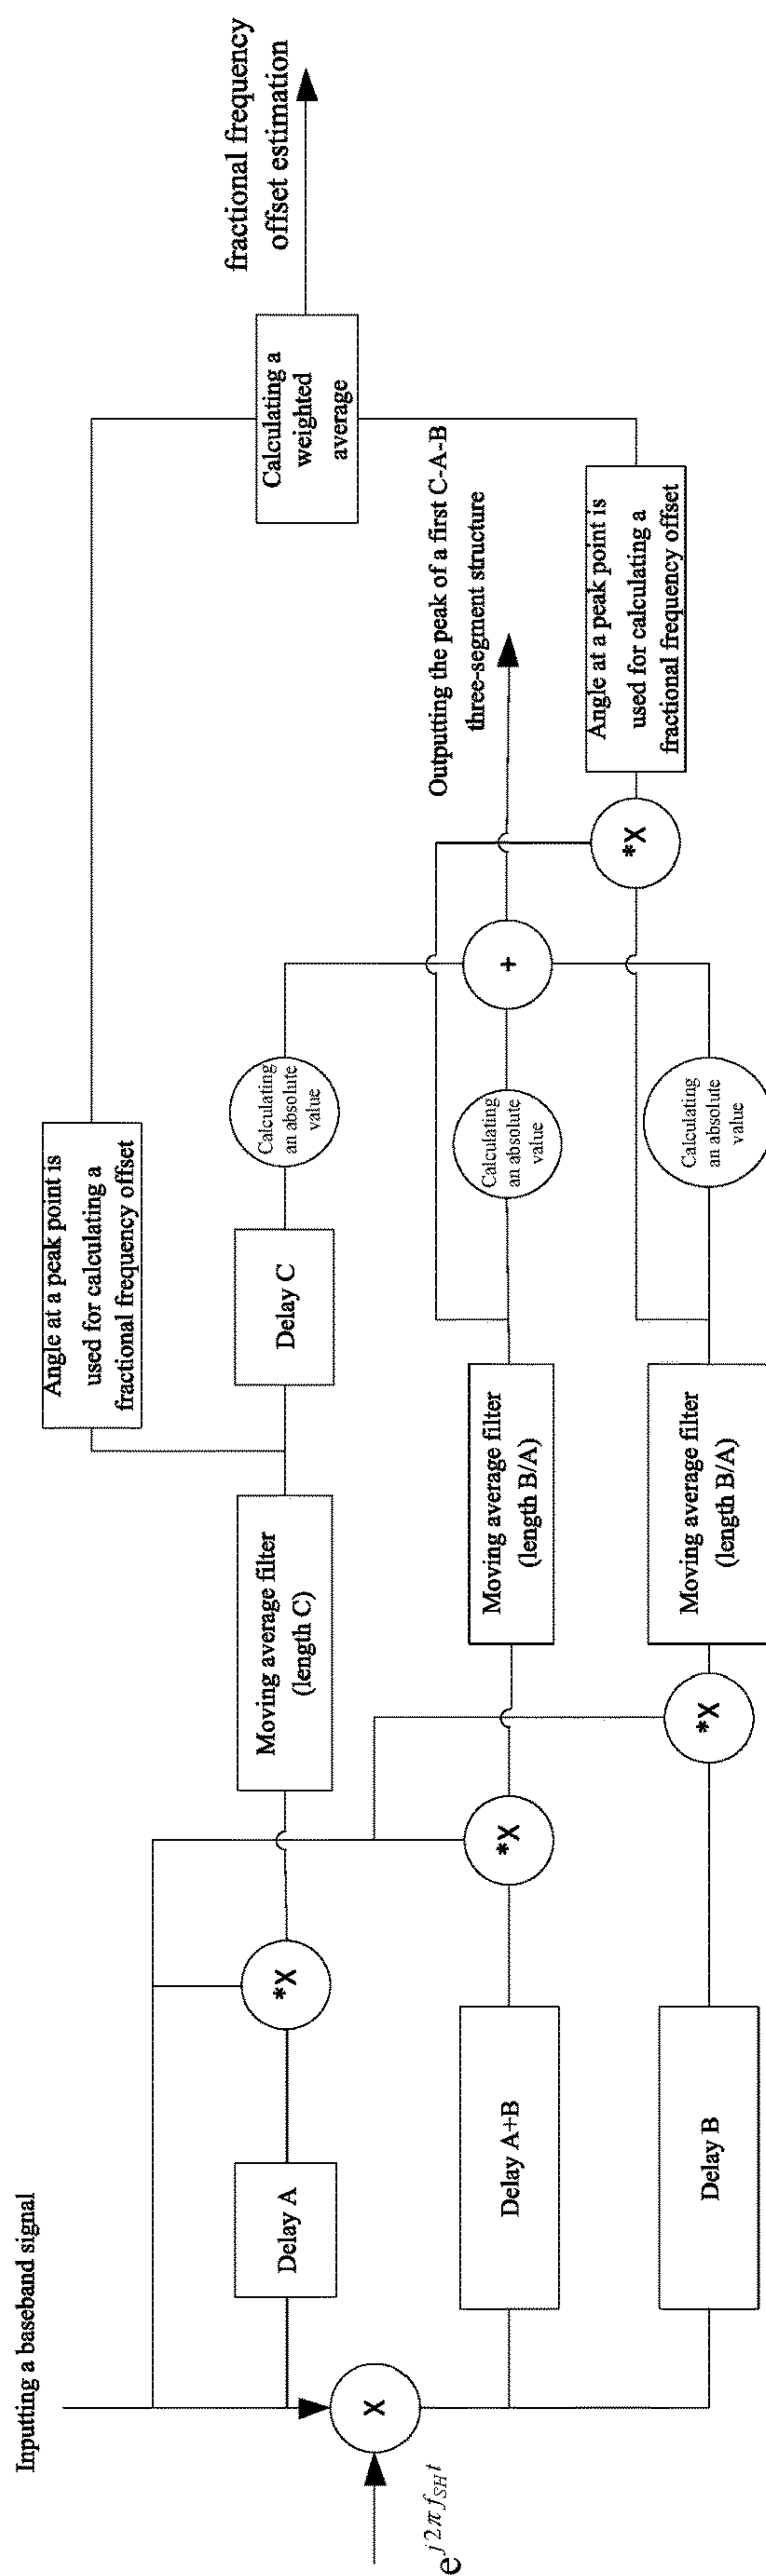 Inputting a baseband signal
e^{j2π f_{SH} t}
X
Delay A
Delay A+B
Delay B
*X
*X
*X
Moving average filter
(length C)
Moving average filter
(length B/A)
Moving average filter
(length B/A)
Angle at a peak point is
used for calculating a
fractional frequency offset
Delay C
Calculating
an absolute
value
Calculating
an absolute
value
Calculating
an absolute
value
+
*X
Outputting the peak of a first C-A-B
three-segment structure
Angle at a peak point is
used for calculating a
fractional frequency offset
Calculating a
weighted
average
fractional frequency
offset estimation